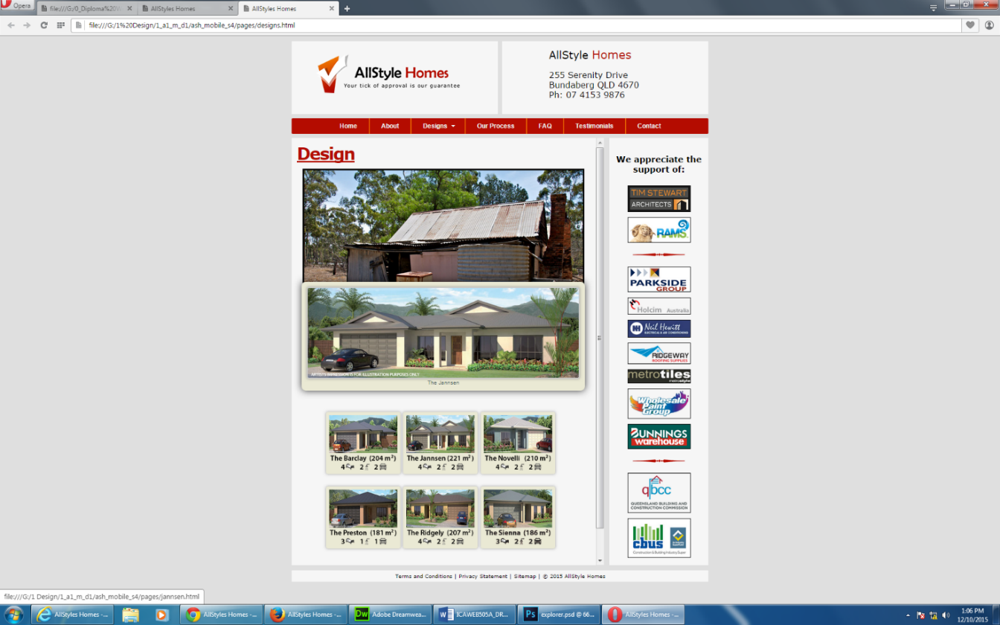 Opera
file:///G:/0_Diploma%20W
AllStyles Homes
AllStyles Homes
file:///G:/1%20Design/1_a1_m_d1/ash_mobile_s4/pages/designs.html
AllStyle Homes
Your tick of approval is our guarantee
AllStyle Homes
255 Serenity Drive
Bundaberg QLD 4670
Ph: 07 4153 9876
Home About Designs Our Process FAQ Testimonials Contact
Design
ARTISTS IMPRESSION IS FOR ILLUSTRATION PURPOSES ONLY
The Jannsen
The Barclay (204 m²) The Jannsen (221 m²) The Novelli (210 m²)
4 2 2 4 2 2 4 2 2
The Preston (181 m²) The Ridgely (207 m²) The Sienna (186 m²)
3 1 1 4 2 2 3 2 2
We appreciate the
support of:
TIM STEWART
ARCHITECTS
RAMS
PARKSIDE
GROUP
Holcim Australia
NH Neil Hewitt
ELECTRICAL & AIR CONDITIONING
RIDGEWAY
ROOFING SUPPLIES
metrotiles
Wholesale
Paint
Group
BUNNINGS
warehouse
qbcc
QUEENSLAND BUILDING AND
CONSTRUCTION COMMISSION
cbus
Construction & Building Industry Super
Terms and Conditions | Privacy Statement | Sitemap | © 2015 AllStyle Homes
file:///G:/1 Design/1_a1_m_d1/ash_mobile_s4/pages/jannsen.html
AllStyles Homes -...
AllStyles Homes -...
AllStyles Homes -...
Dw Adobe Dreamwea...
W ICAWEB505A_DR...
Ps explorer.psd @ 66...
AllStyles Homes -...
1:06 PM
12/10/2015